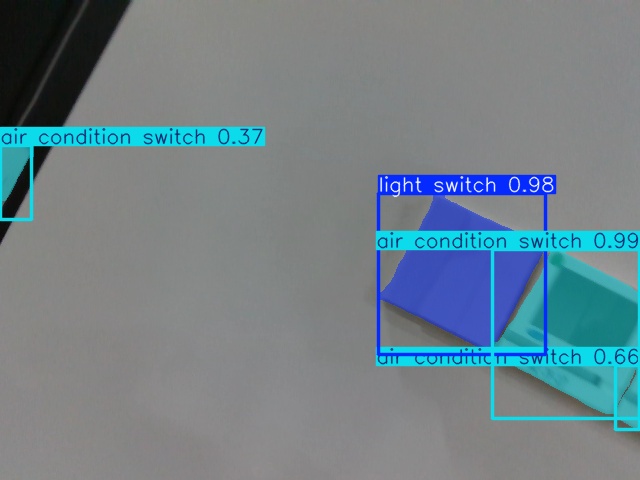 air condition switch 0.37
light switch 0.98
air condition switch 0.99
air condition switch 0.66